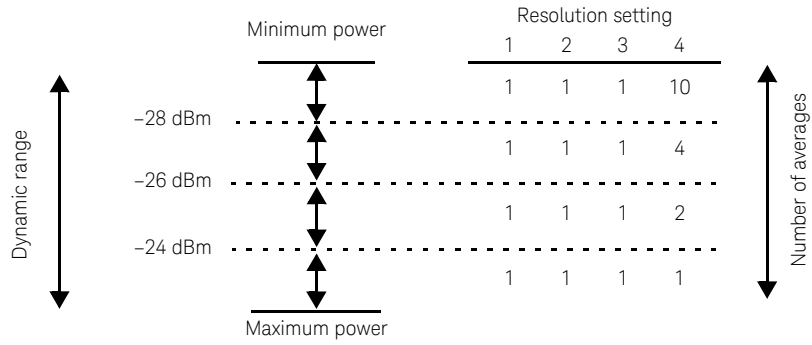 Resolution setting
Minimum power
1 2 3 4
1 1 1 10
–28 dBm
1 1 1 4
–26 dBm
Dynamic range
Number of averages
1 1 1 2
–24 dBm
1 1 1 1
Maximum power